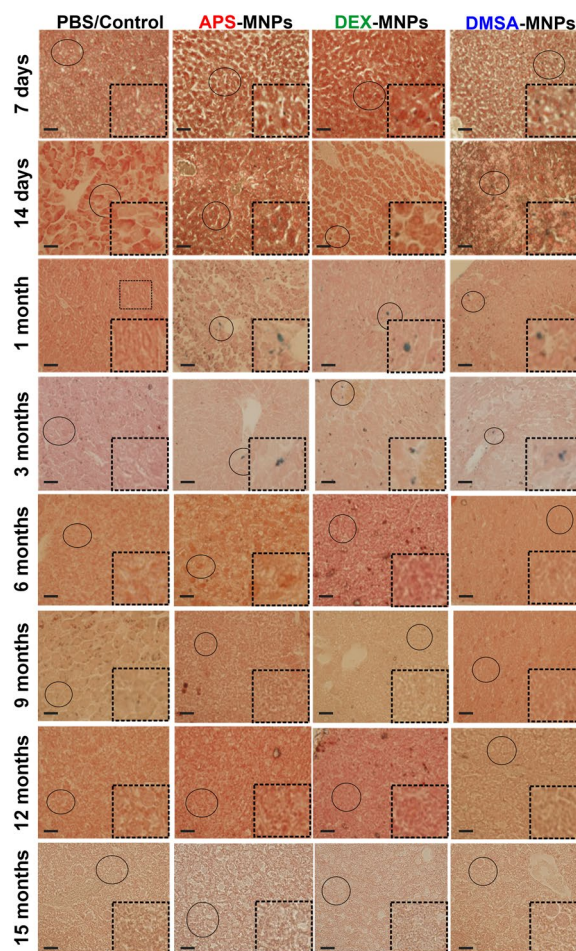 PBS/Control APS-MNPs DEX-MNPs DMSA-MNPs
7 days
14 days
1 month
3 months
6 months
9 months
12 months
15 months